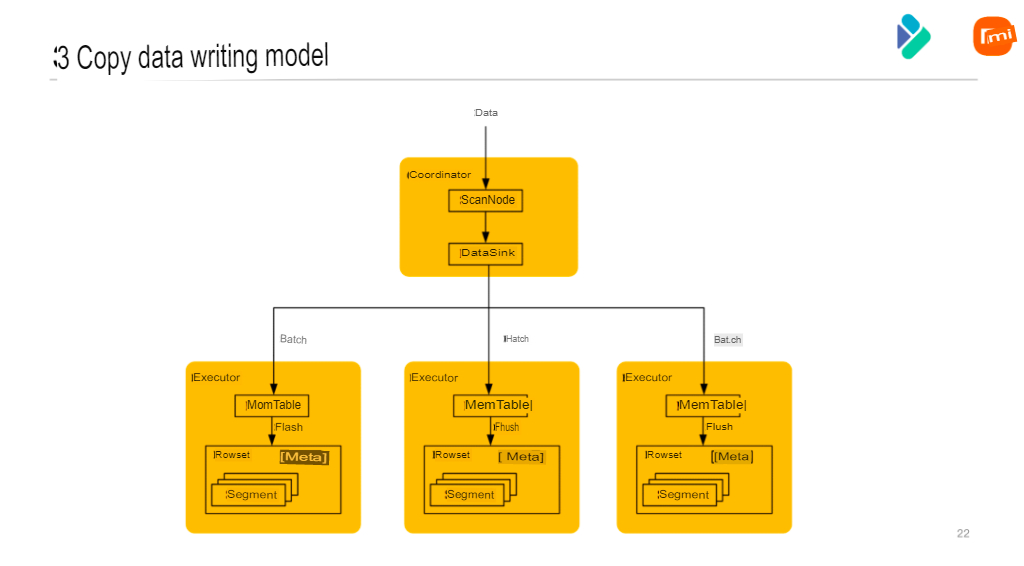 3 Copy data writing model
mi
Data
Coordinator
ScanNode
DataSink
Batch
Hatch
Bat.ch
Executor
MomTable
Flash
Rowset [Meta]
Segment
Executor
MemTable
Fhush
Rowset [ Meta]
Segment
Executor
MemTable
Flush
Rowset [Meta]
Segment
22